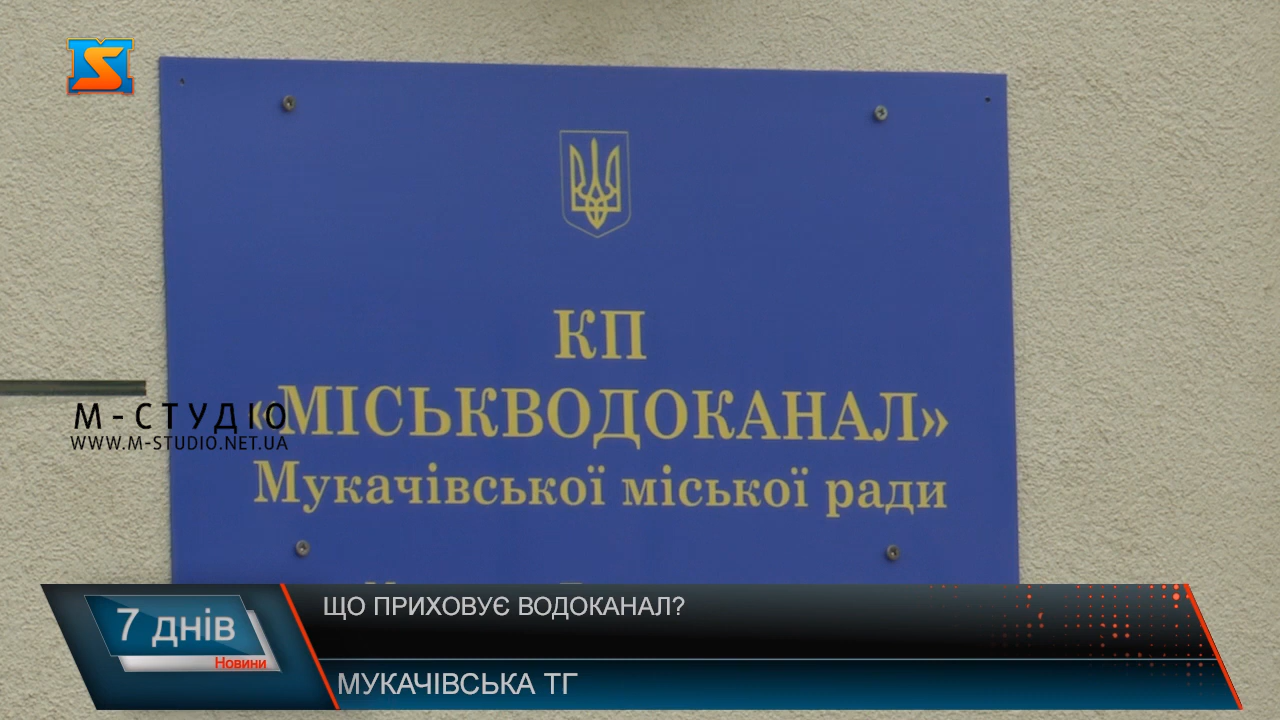 КП
«МІСЬКВОДОКАНАЛ»
Мукачівської міської ради
М-СТУДІО
WWW.M-STUDIO.NET.UA
7 днів
Новини
ЩО ПРИХОВУЄ ВОДОКАНАЛ?
МУКАЧІВСЬКА ТГ